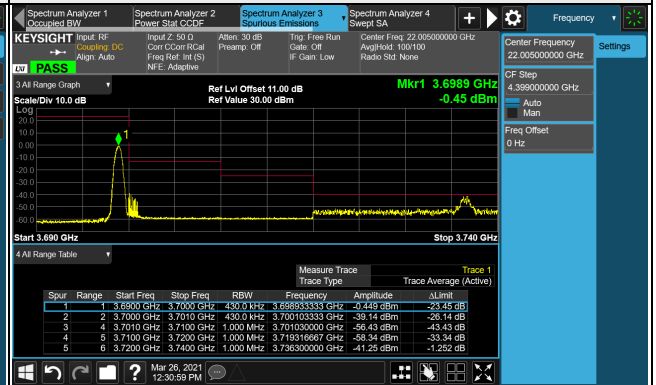 Spectrum Analyzer 1
Occupied BW
Spectrum Analyzer 2
Power Stat CCDF
Spectrum Analyzer 3
Spurious Emissions
Spectrum Analyzer 4
Swept SA
Frequency
KEYSIGHT
Input: RF
Coupling: DC
Align: Auto
Input Z: 50 Ω
Corr CCorr RCal
Freq Ref: Int (S)
NFE: Adaptive
Atten: 30 dB
Preamp: Off
Trig: Free Run
Gate: Off
IF Gain: Low
Center Freq: 22.005000000 GHz
Avg|Hold: 100/100
Radio Std: None
LXI
PASS
Center Frequency
22.005000000 GHz
Settings
CF Step
4.399000000 GHz
Auto
Man
Freq Offset
0 Hz
3 All Range Graph
Scale/Div 10.0 dB
Ref Lvl Offset 11.00 dB
Ref Value 30.00 dBm
Mkr1 3.6989 GHz
-0.45 dBm
Log
20.0
10.0
0.00
-10.0
-20.0
-30.0
-40.0
-50.0
-60.0
1
Start 3.690 GHz
Stop 3.740 GHz
4 All Range Table
Measure Trace Trace 1
Trace Type Trace Average (Active)
Spur Range Start Freq Stop Freq RBW Frequency Amplitude ΔLimit
1 1 3.6900 GHz 3.7000 GHz 430.0 kHz 3.698933333 GHz -0.449 dBm -23.45 dB
2 2 3.7000 GHz 3.7010 GHz 430.0 kHz 3.700103333 GHz -39.14 dBm -26.14 dB
3 4 3.7010 GHz 3.7100 GHz 1.000 MHz 3.701030000 GHz -56.43 dBm -43.43 dB
4 5 3.7100 GHz 3.7200 GHz 1.000 MHz 3.719316667 GHz -58.34 dBm -33.34 dB
5 6 3.7200 GHz 3.7400 GHz 1.000 MHz 3.736300000 GHz -41.25 dBm -1.252 dB
Mar 26, 2021
12:30:59 PM